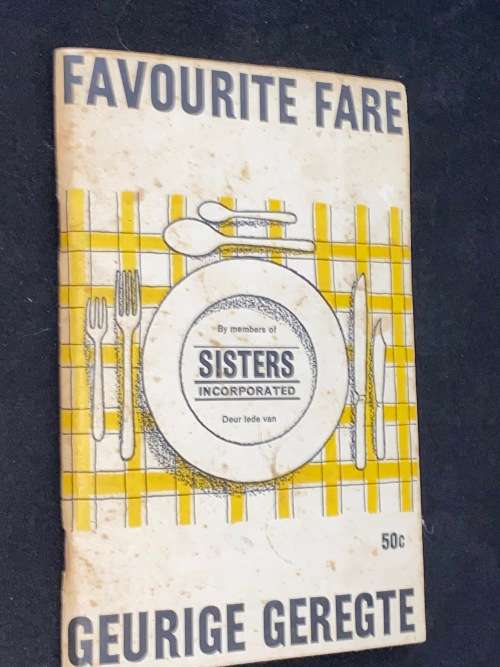 FAVOURITE FARE
By members of
SISTERS
INCORPORATED
Deur lede van
50c
GEURIGE GEREGTE